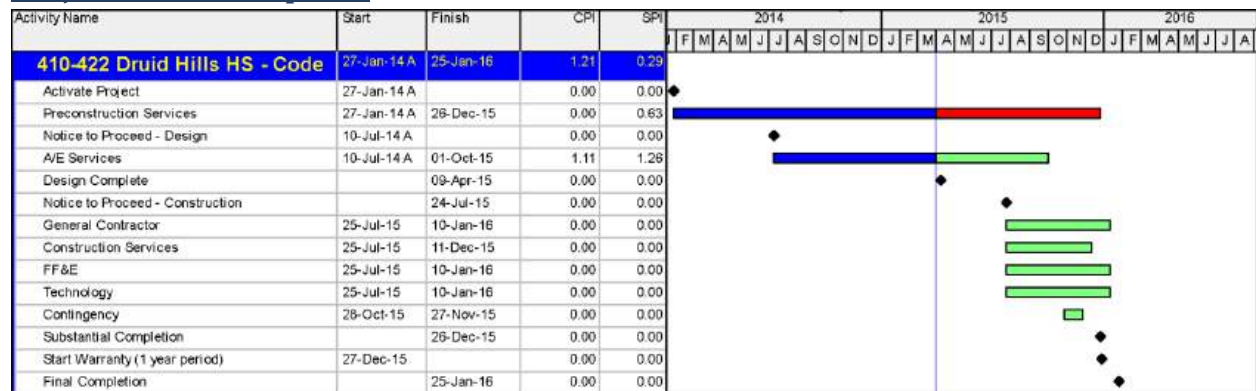 Activity Name Start Finish CPI SPI 2014 2015 2016
F M A M J J A S O N D J F M A M J J A S O N D J F M A M J J A
410-422 Druid Hills HS - Code 27-Jan-14 A 25-Jan-16 1.21 0.29
Activate Project 27-Jan-14 A 0.00 0.00
Preconstruction Services 27-Jan-14 A 26-Dec-15 0.00 0.63
Notice to Proceed - Design 10-Jul-14 A 0.00 0.00
A/E Services 10-Jul-14 A 01-Oct-15 1.11 1.26
Design Complete 09-Apr-15 0.00 0.00
Notice to Proceed - Construction 24-Jul-15 0.00 0.00
General Contractor 25-Jul-15 10-Jan-16 0.00 0.00
Construction Services 25-Jul-15 11-Dec-15 0.00 0.00
FF&E 25-Jul-15 10-Jan-16 0.00 0.00
Technology 25-Jul-15 10-Jan-16 0.00 0.00
Contingency 28-Oct-15 27-Nov-15 0.00 0.00
Substantial Completion 26-Dec-15 0.00 0.00
Start Warranty (1 year period) 27-Dec-15 0.00 0.00
Final Completion 25-Jan-16 0.00 0.00